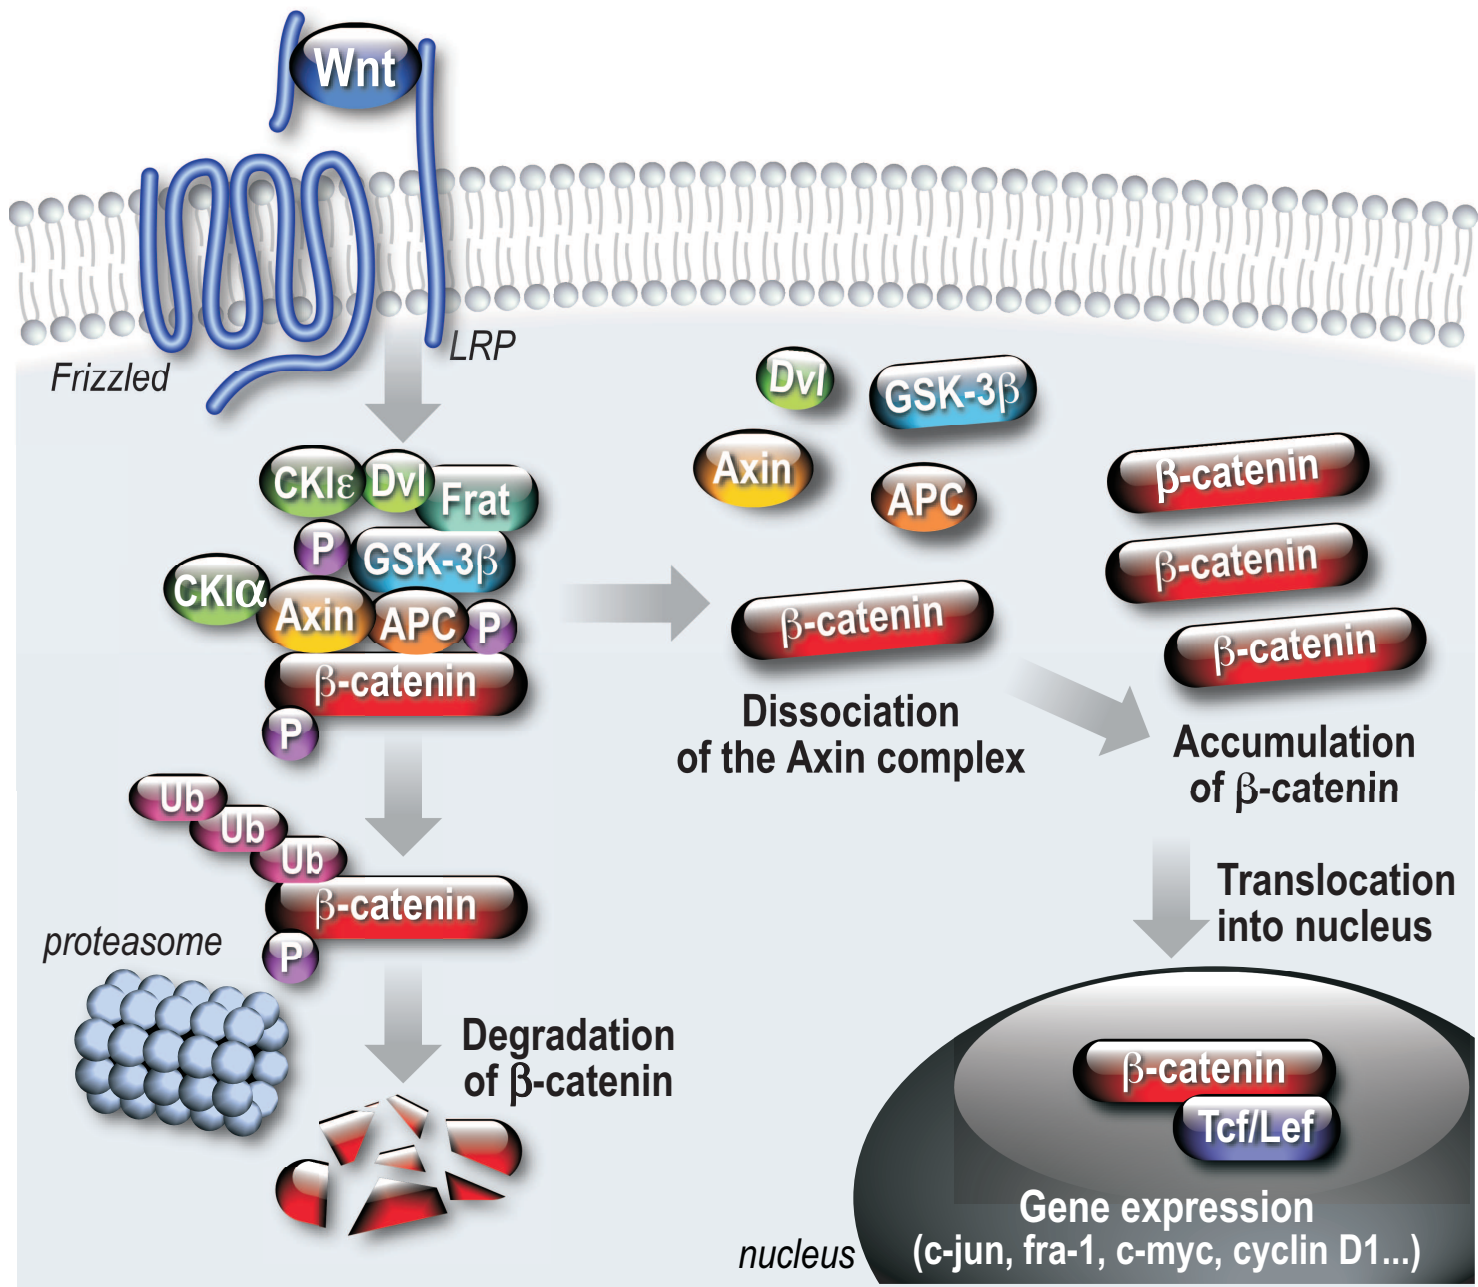 Wnt
Frizzled
LRP
CKIε
Dvl
Frat
P
GSK-3β
CKIα
Axin
APC
P
β-catenin
P
Dvl
GSK-3β
Axin
APC
β-catenin
Dissociation
of the Axin complex
β-catenin
β-catenin
β-catenin
Accumulation
of β-catenin
Ub
Ub
Ub
β-catenin
P
proteasome
Degradation
of β-catenin
Translocation
into nucleus
β-catenin
Tcf/Lef
Gene expression
(c-jun, fra-1, c-myc, cyclin D1...)
nucleus